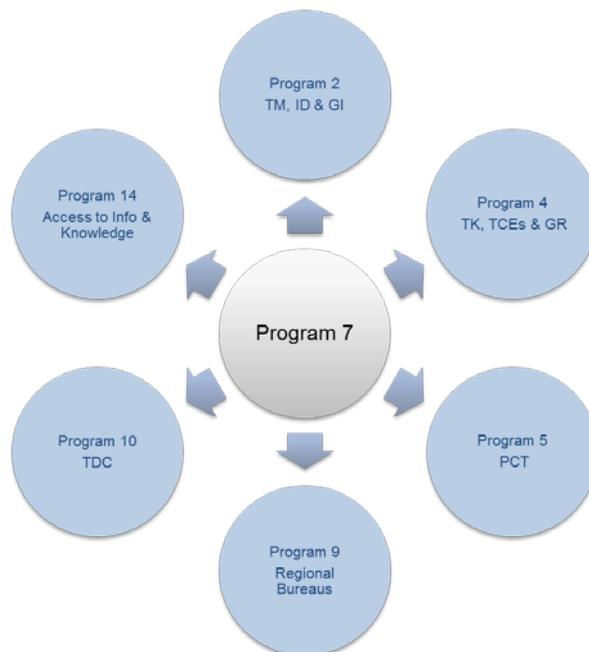 Program 2
TM, ID & GI
Program 14
Access to Info &
Knowledge
Program 4
TK, TCEs & GR
Program 7
Program 10
TDC
Program 5
PCT
Program 9
Regional
Bureaus